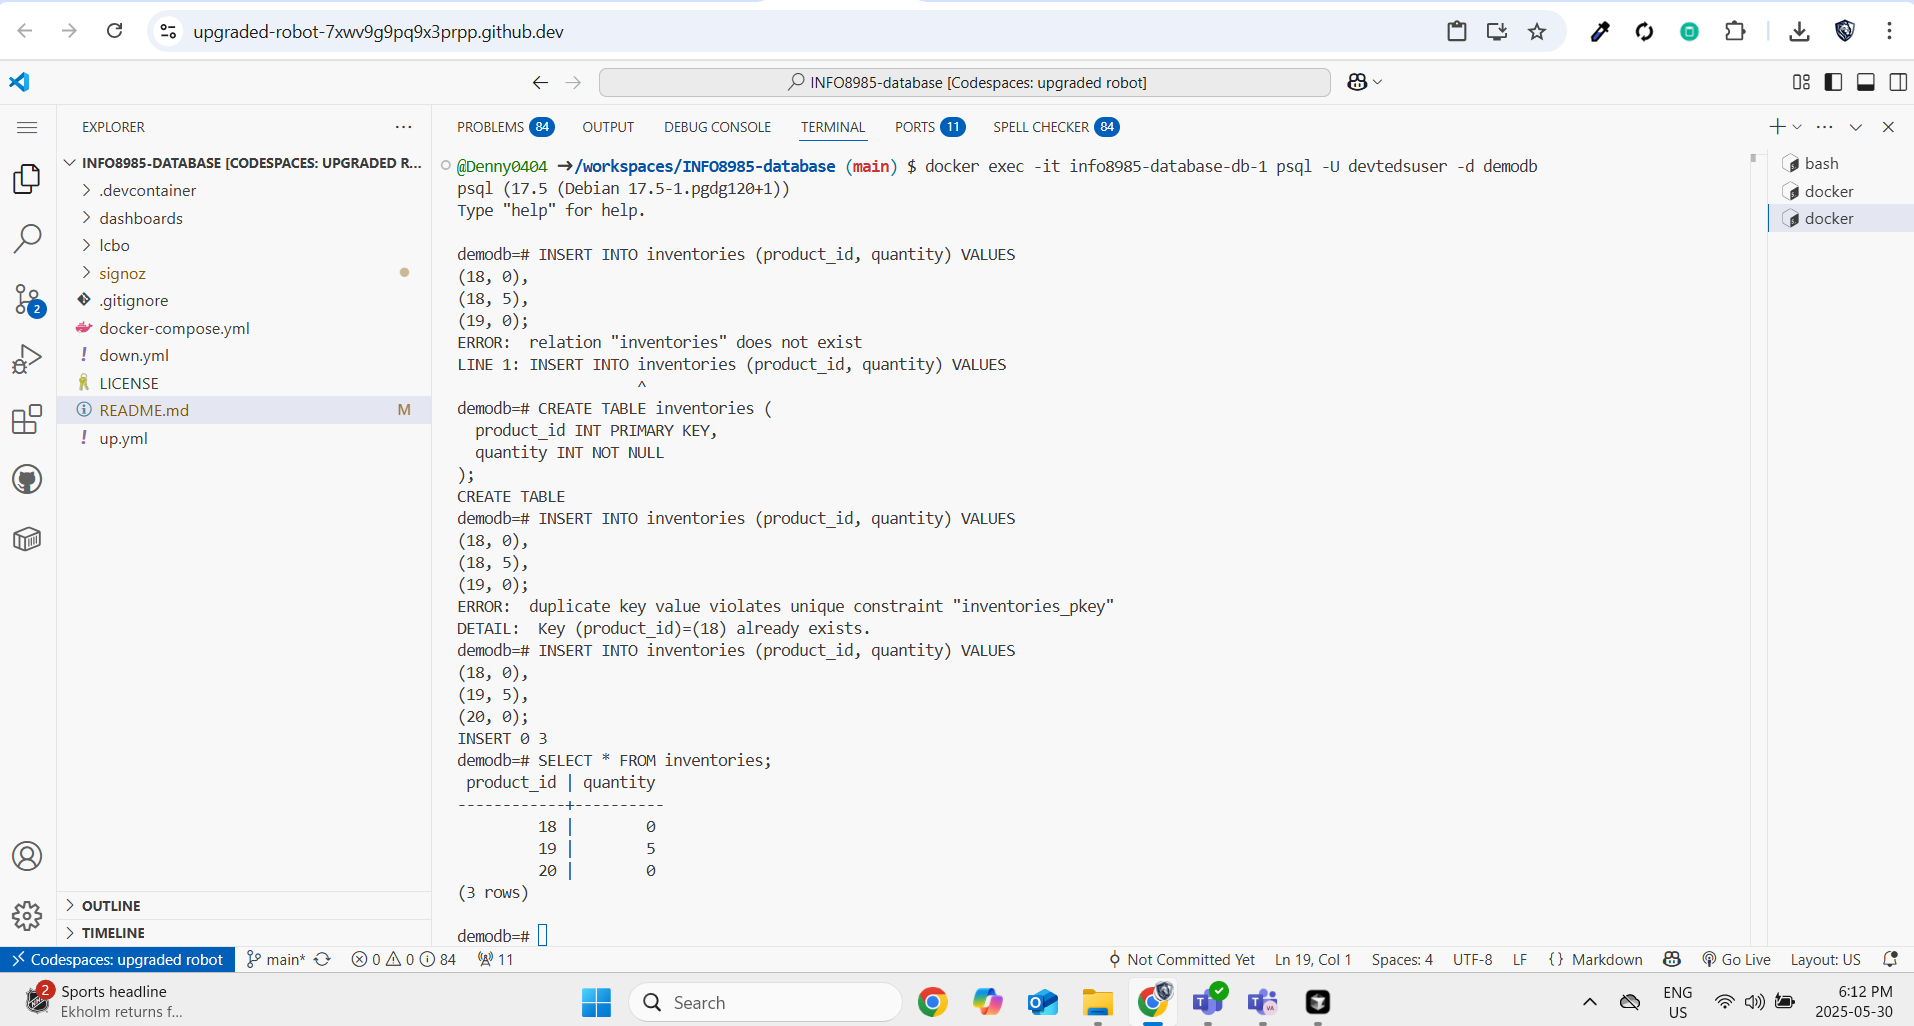 upgraded-robot-7xwv9g9pq9x3prpp.github.dev
INFO8985-database [Codespaces: upgraded robot]
EXPLORER
INFO8985-DATABASE [CODESPACES: UPGRADED R...
.devcontainer
dashboards
lcbo
signoz
.gitignore
docker-compose.yml
! down.yml
LICENSE
README.md M
! up.yml
2
OUTLINE
TIMELINE
PROBLEMS 84 OUTPUT DEBUG CONSOLE TERMINAL PORTS 11 SPELL CHECKER 84
@Denny0404 →/workspaces/INFO8985-database (main) $ docker exec -it info8985-database-db-1 psql -U devtedsuser -d demodb
psql (17.5 (Debian 17.5-1.pgdg120+1))
Type "help" for help.
demodb=# INSERT INTO inventories (product_id, quantity) VALUES
(18, 0),
(18, 5),
(19, 0);
ERROR:  relation "inventories" does not exist
LINE 1: INSERT INTO inventories (product_id, quantity) VALUES
^
demodb=# CREATE TABLE inventories (
product_id INT PRIMARY KEY,
quantity INT NOT NULL
);
CREATE TABLE
demodb=# INSERT INTO inventories (product_id, quantity) VALUES
(18, 0),
(18, 5),
(19, 0);
ERROR:  duplicate key value violates unique constraint "inventories_pkey"
DETAIL:  Key (product_id)=(18) already exists.
demodb=# INSERT INTO inventories (product_id, quantity) VALUES
(18, 0),
(19, 5),
(20, 0);
INSERT 0 3
demodb=# SELECT * FROM inventories;
product_id | quantity
------------+----------
18 | 0
19 | 5
20 | 0
(3 rows)
demodb=#
bash
docker
docker
Codespaces: upgraded robot main* 0 0 84 11 Not Committed Yet Ln 19, Col 1 Spaces: 4 UTF-8 LF {} Markdown Go Live Layout: US
2
Sports headline
Ekholm returns f...
Search
ENG
US
6:12 PM
2025-05-30